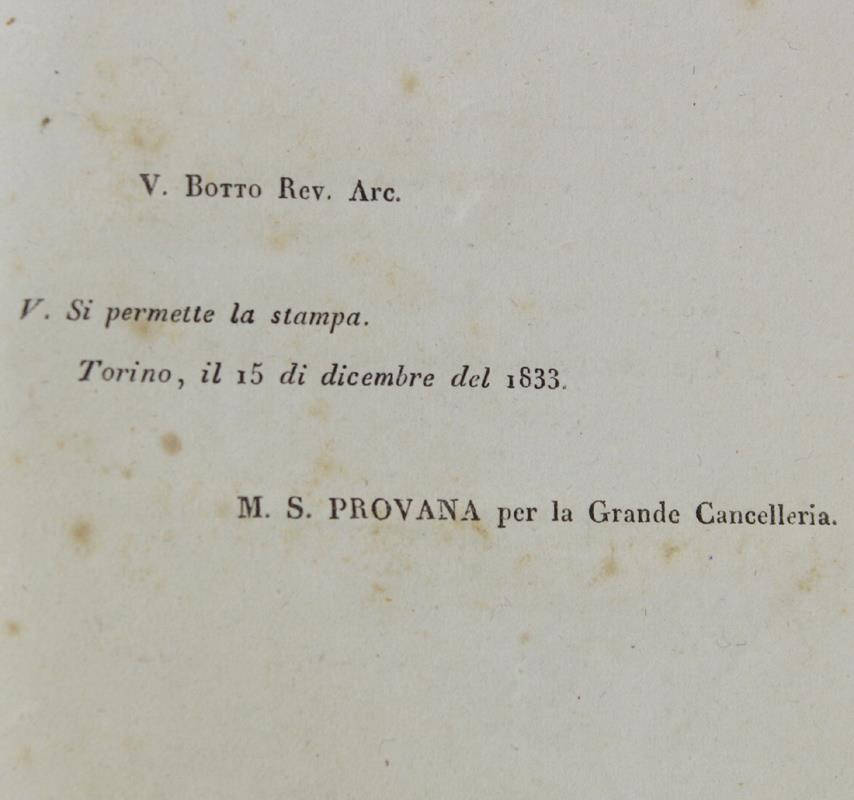 V. Botto Rev. Arc.
V. Si permette la stampa.
Torino, il 15 di dicembre del 1833.
M. S. PROVANA per la Grande Cancelleria.